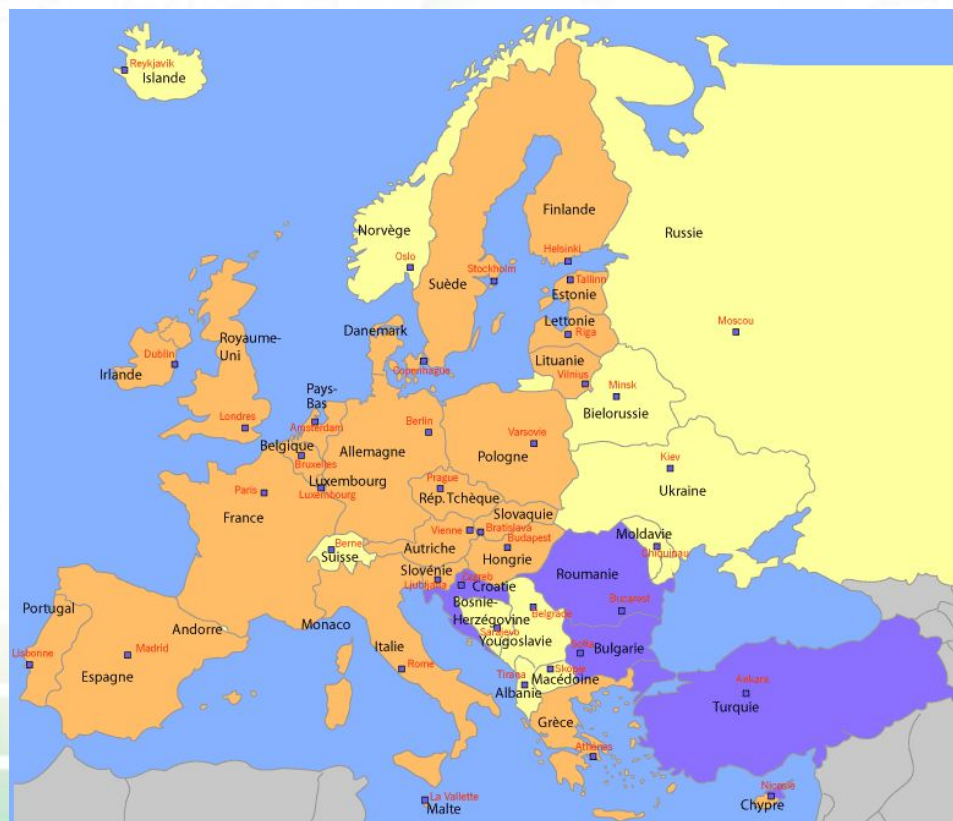 Reykjavik
Islande
Norvège
Oslo
Suède
Stockholm
Finlande
Helsinki
Russie
Moscou
Tallinn
Estonie
Lettonie
Riga
Lituanie
Vilnius
Minsk
Bielorussie
Danemark
Copenhague
Royaume-
Uni
Dublin
Irlande
Londres
Pays-
Bas
Amsterdam
Belgique
Bruxelles
Luxembourg
Luxembourg
Berlin
Allemagne
Varsovie
Pologne
Kiev
Ukraine
Paris
France
Prague
Rép. Tchèque
Slovaquie
Bratislava
Vienne
Autriche
Budapest
Hongrie
Moldavie
Chiquinau
Berne
Suisse
Slovénie
Ljubljana
Zagreb
Croatie
Roumanie
Bucarest
Bosnie-
Herzégovine
Sarajevo
Belgrade
Yougoslavie
Portugal
Lisbonne
Andorre
Madrid
Espagne
Monaco
Italie
Rome
Sofia
Bulgarie
Skopje
Macédoine
Tirana
Albanie
Grèce
Athènes
Ankara
Turquie
Nicosie
Chypre
La Vallette
Malte